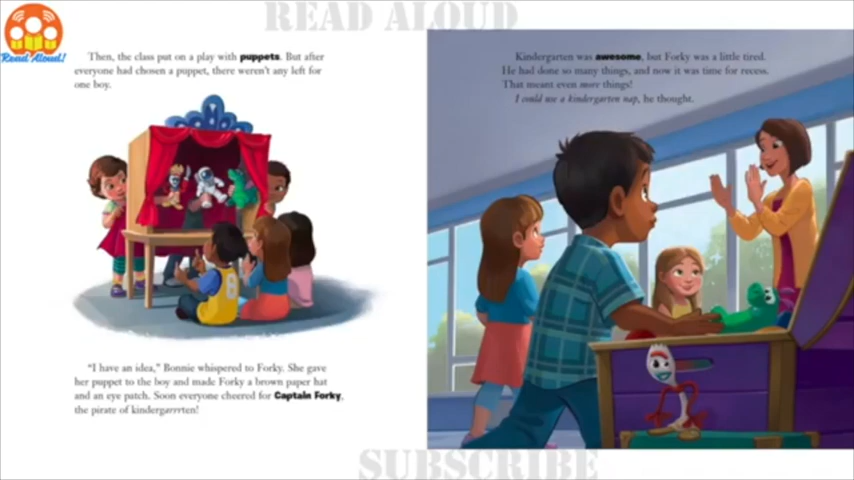 READ ALOUD
Read Aloud!
Then, the class put on a play with puppets. But after
everyone had chosen a puppet, there weren't any left for
one boy.
"I have an idea," Bonnie whispered to Forky. She gave
her puppet to the boy and made Forky a brown paper hat
and an eye patch. Soon everyone cheered for Captain Forky,
the pirate of kindergarrrten!
Kindergarten was awesome, but Forky was a little tired.
He had done so many things, and now it was time for recess.
That meant even more things!
I could use a kindergarten nap, he thought.
8
SUBSCRIBE